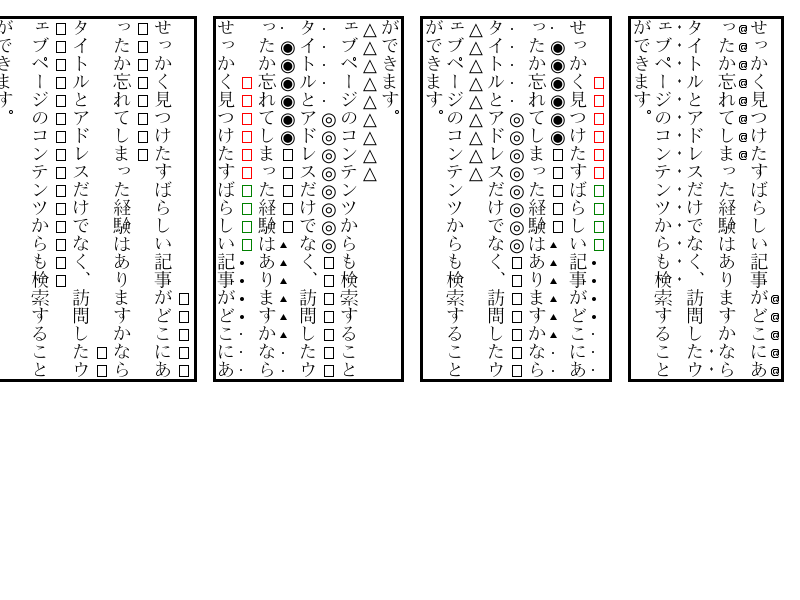 せっかく見つけたすばらしい記事がどこにあ
ったか忘れてしまった経験はありますかなら
タイトルとアドレスだけでなく、訪問したウ
ェブページのコンテンツからも検索すること
ができます。
せっかく見つけたすばらしい記事がどこにあ
ったか忘れてしまった経験はありますかなら
タイトルとアドレスだけでなく、訪問したウ
ェブページのコンテンツからも検索すること
ができます。
せっかく見つけたすばらしい記事がどこにあ
ったか忘れてしまった経験はありますかなら
タイトルとアドレスだけでなく、訪問したウ
ェブページのコンテンツからも検索すること
ができます。
せっかく見つけたすばらしい記事がどこにあ
ったか忘れてしまった経験はありますかなら
タイトルとアドレスだけでなく、訪問したウ
ェブページのコンテンツからも検索すること
ができます。